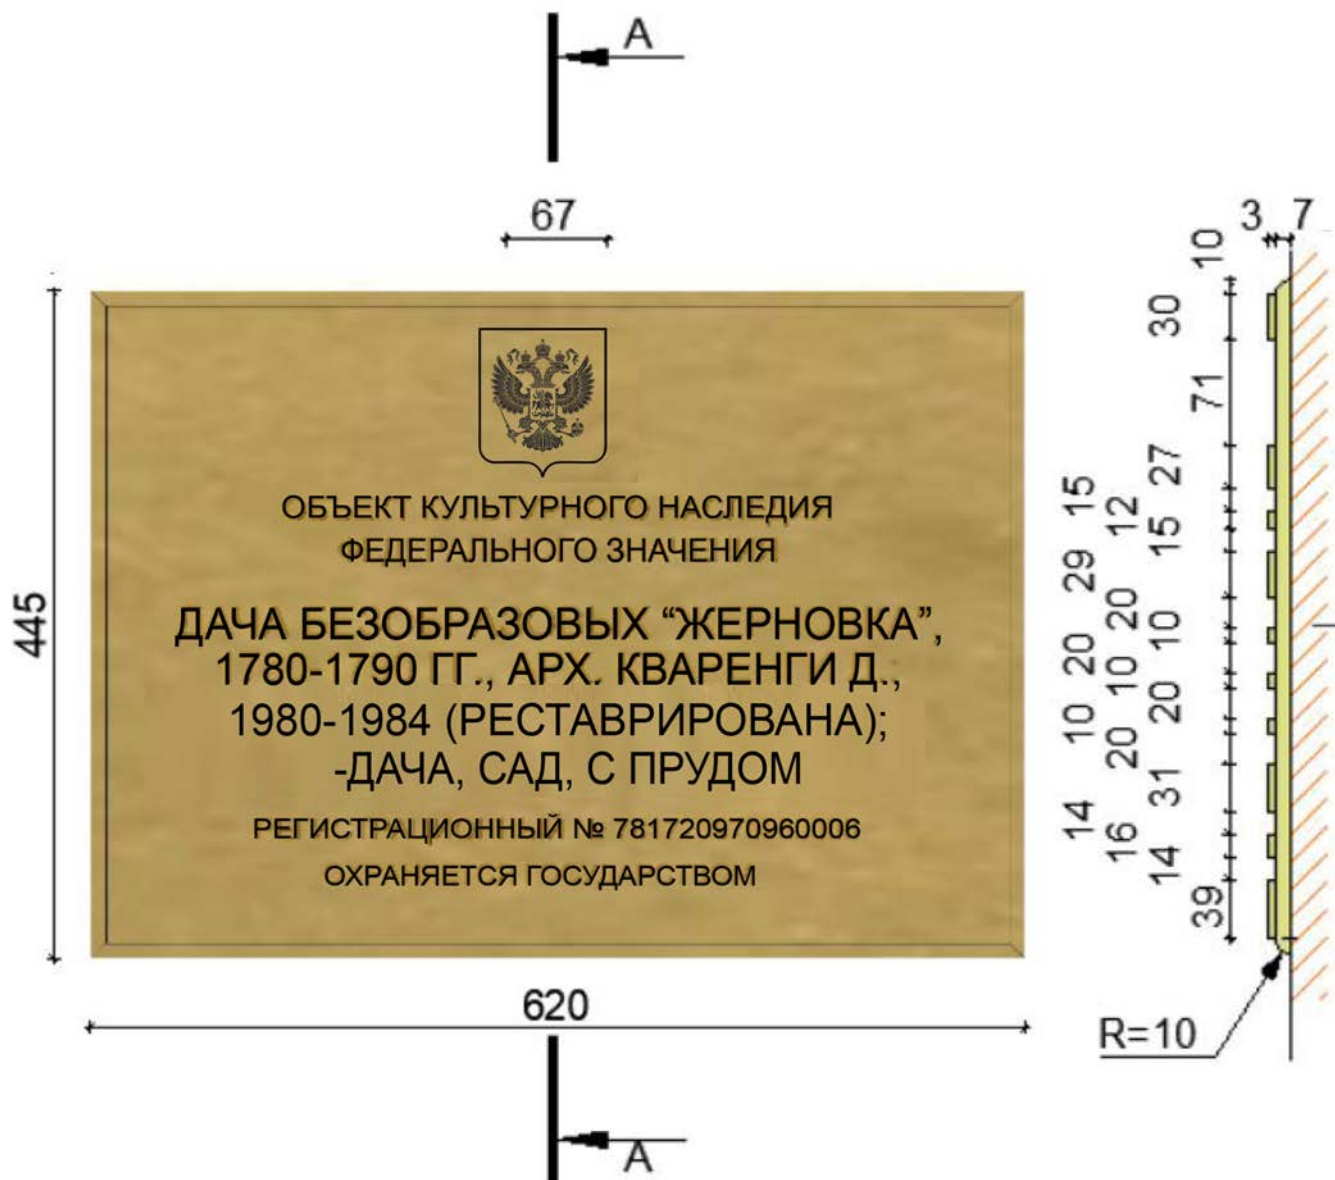 А
67
3 7
10
30
71
27
15
12
15
29
20
10
20
10
20
10
20
31
14
16
14
39
445
ОБЪЕКТ КУЛЬТУРНОГО НАСЛЕДИЯ
ФЕДЕРАЛЬНОГО ЗНАЧЕНИЯ
ДАЧА БЕЗОБРАЗОВЫХ “ЖЕРНОВКА”,
1780-1790 ГГ., АРХ. КВАРЕНГИ Д.,
1980-1984 (РЕСТАВРИРОВАНА);
-ДАЧА, САД, С ПРУДОМ
РЕГИСТРАЦИОННЫЙ № 781720970960006
ОХРАНЯЕТСЯ ГОСУДАРСТВОМ
620
R=10
А